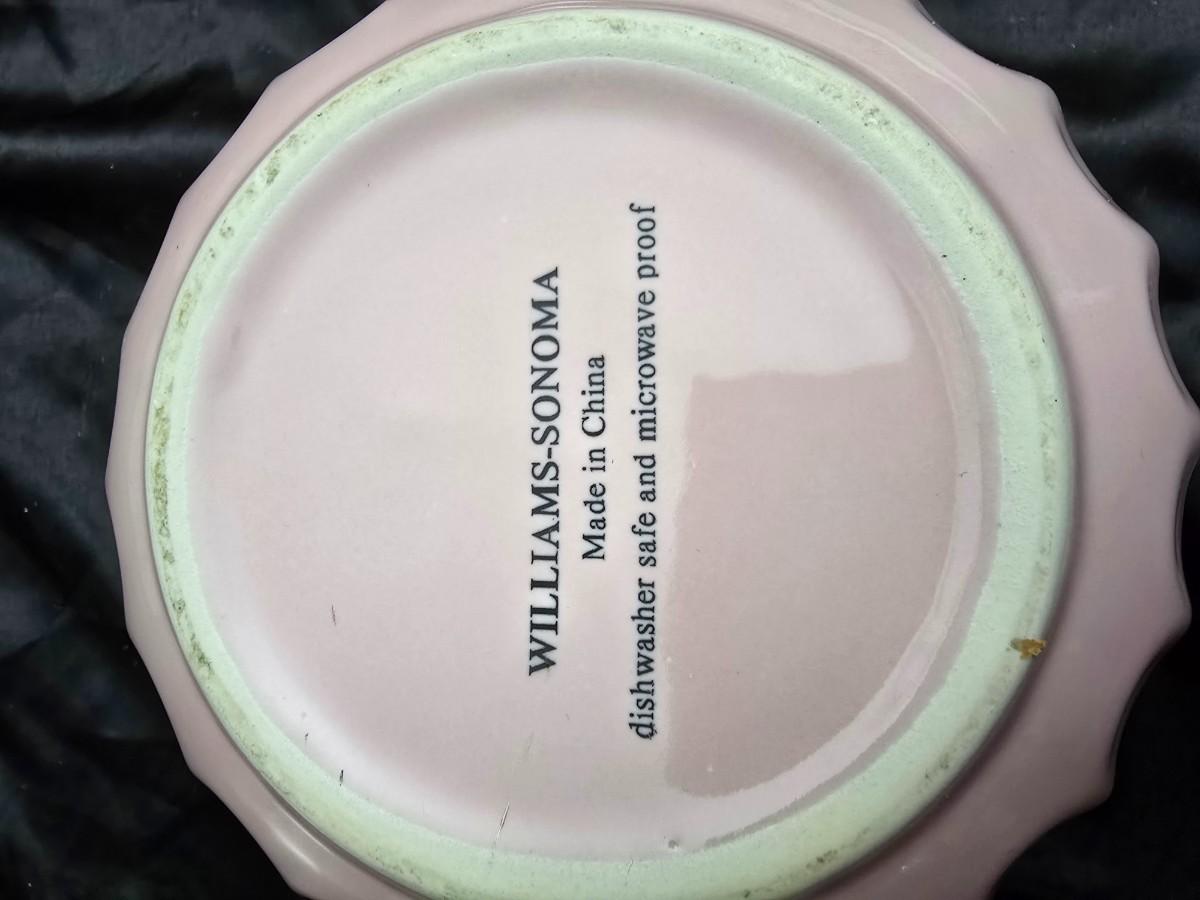 WILLIAMS-SONOMA
Made in China
dishwasher safe and microwave proof